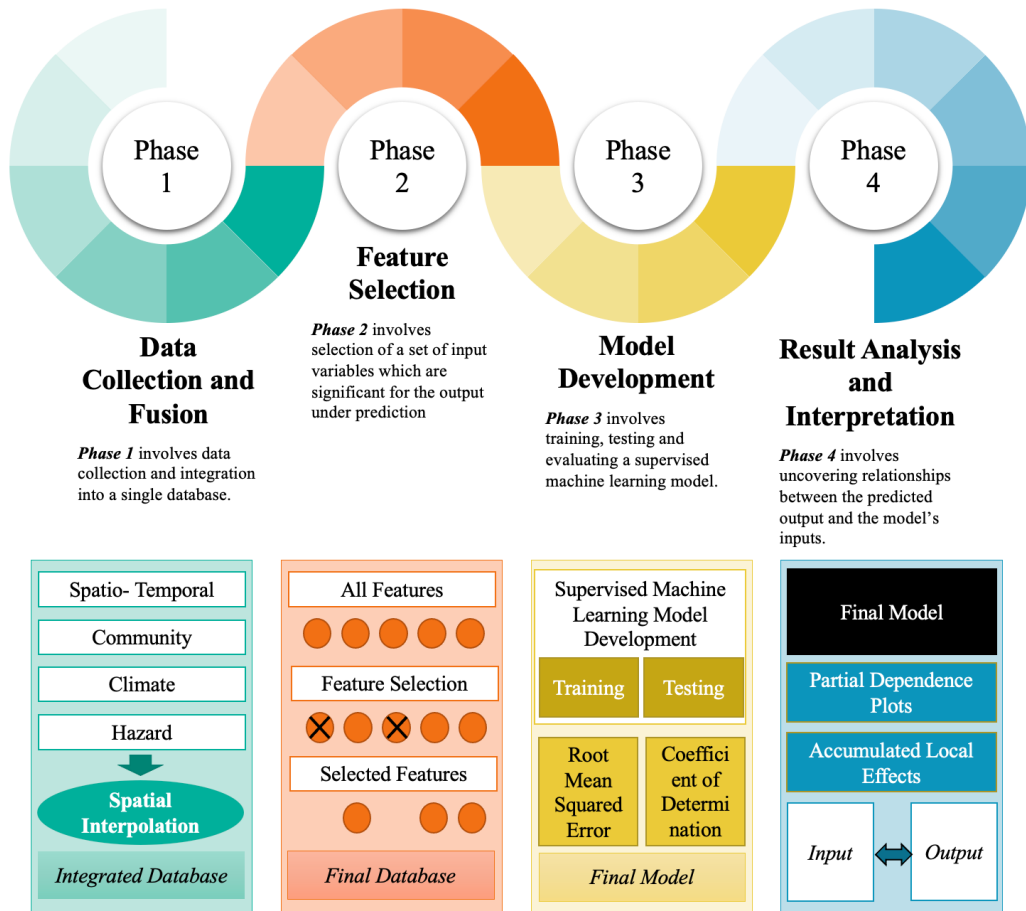 Phase
1
Phase
2
Phase
3
Phase
4
Data
Collection and
Fusion
Phase 1 involves data
collection and integration
into a single database.
Feature
Selection
Phase 2 involves
selection of a set of input
variables which are
significant for the output
under prediction
Model
Development
Phase 3 involves
training, testing and
evaluating a supervised
machine learning model.
Result Analysis
and
Interpretation
Phase 4 involves
uncovering relationships
between the predicted
output and the model's
inputs.
Spatio- Temporal
Community
Climate
Hazard
Spatial
Interpolation
Integrated Database
All Features
Feature Selection
Selected Features
Final Database
Supervised Machine
Learning Model
Development
Training
Testing
Root
Mean
Squared
Error
Coeffici
ent of
Determi
nation
Final Model
Final Model
Partial Dependence
Plots
Accumulated Local
Effects
Input
Output